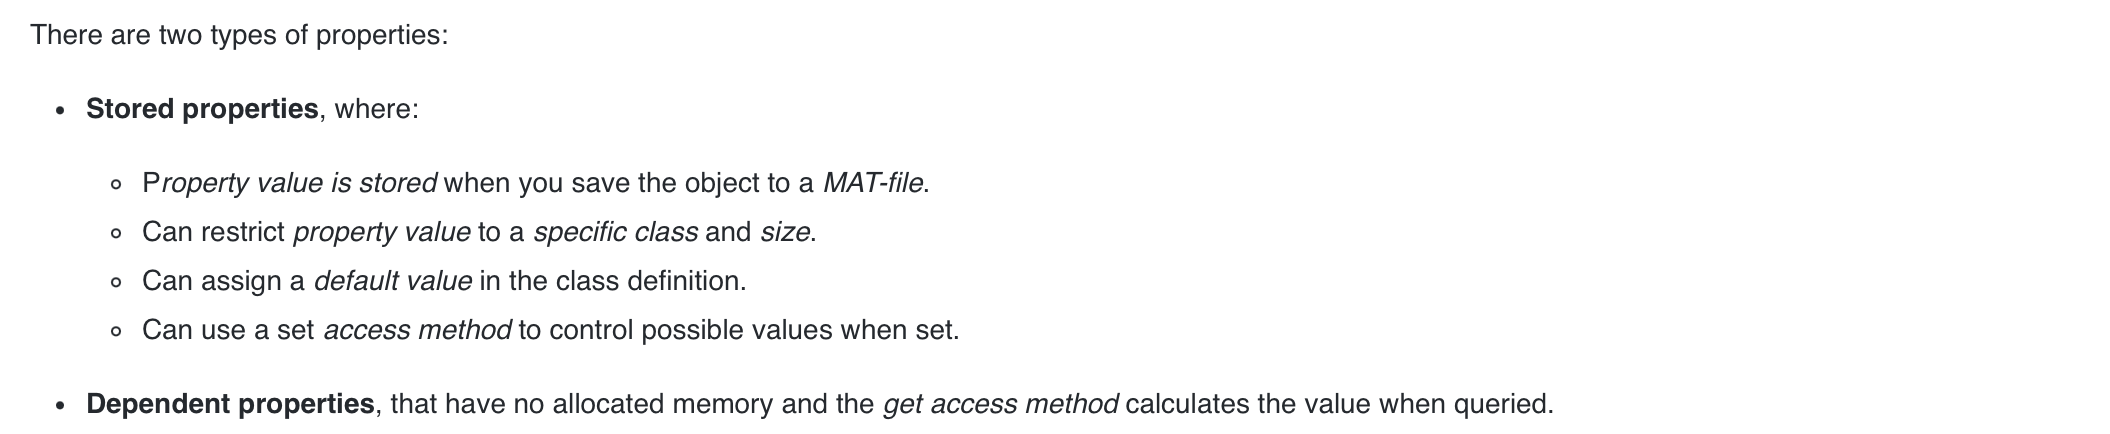 There are two types of properties:
• Stored properties, where:
◦ Property value is stored when you save the object to a MAT-file.
◦ Can restrict property value to a specific class and size.
◦ Can assign a default value in the class definition.
◦ Can use a set access method to control possible values when set.
• Dependent properties, that have no allocated memory and the get access method calculates the value when queried.